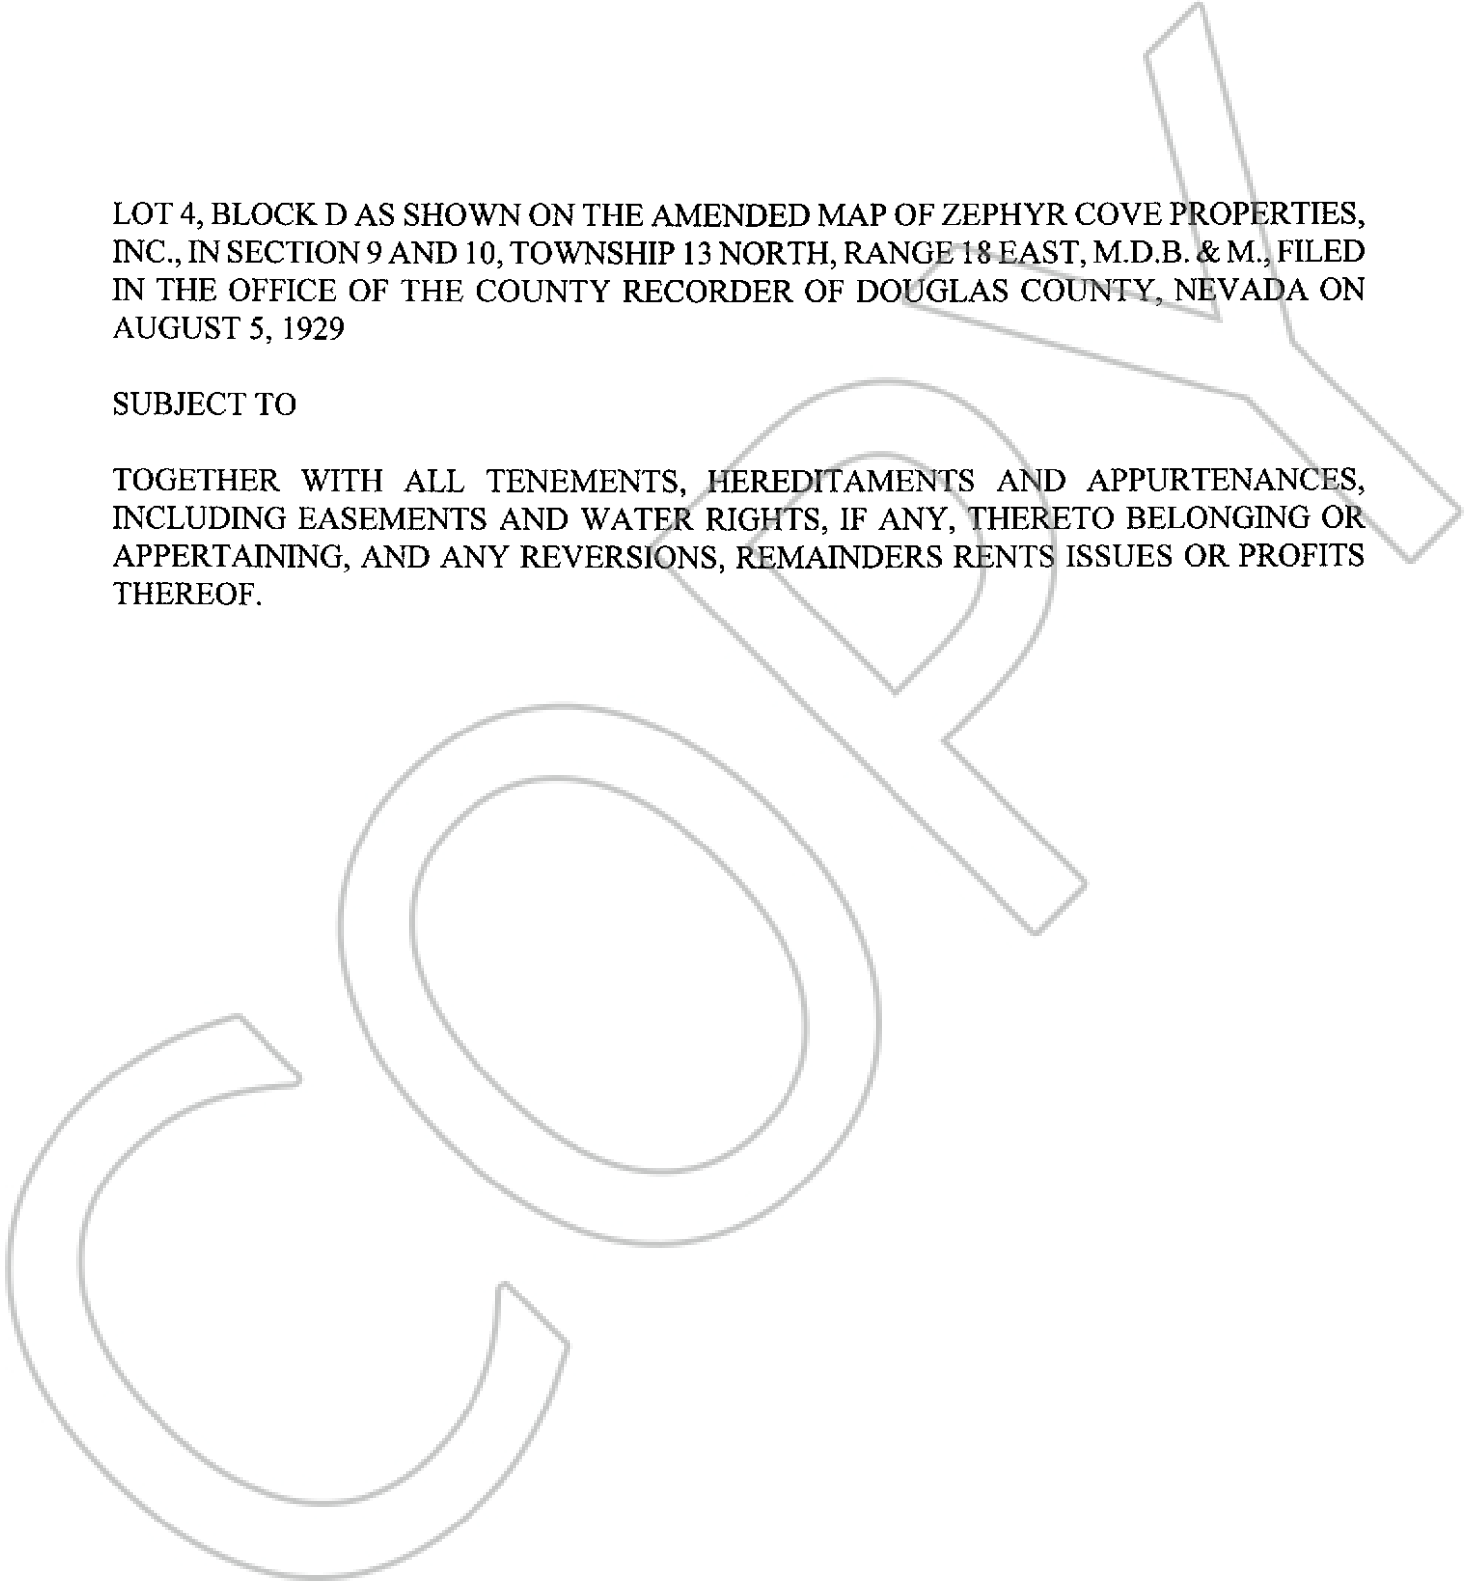 LOT 4, BLOCK D AS SHOWN ON THE AMENDED MAP OF ZEPHYR COVE PROPERTIES,
INC., IN SECTION 9 AND 10, TOWNSHIP 13 NORTH, RANGE 18 EAST, M.D.B. & M., FILED
IN THE OFFICE OF THE COUNTY RECORDER OF DOUGLAS COUNTY, NEVADA ON
AUGUST 5, 1929
SUBJECT TO
TOGETHER WITH ALL TENEMENTS, HEREDITAMENTS AND APPURTENANCES,
INCLUDING EASEMENTS AND WATER RIGHTS, IF ANY, THERETO BELONGING OR
APPERTAINING, AND ANY REVERSIONS, REMAINDERS RENTS ISSUES OR PROFITS
THEREOF.
COPY